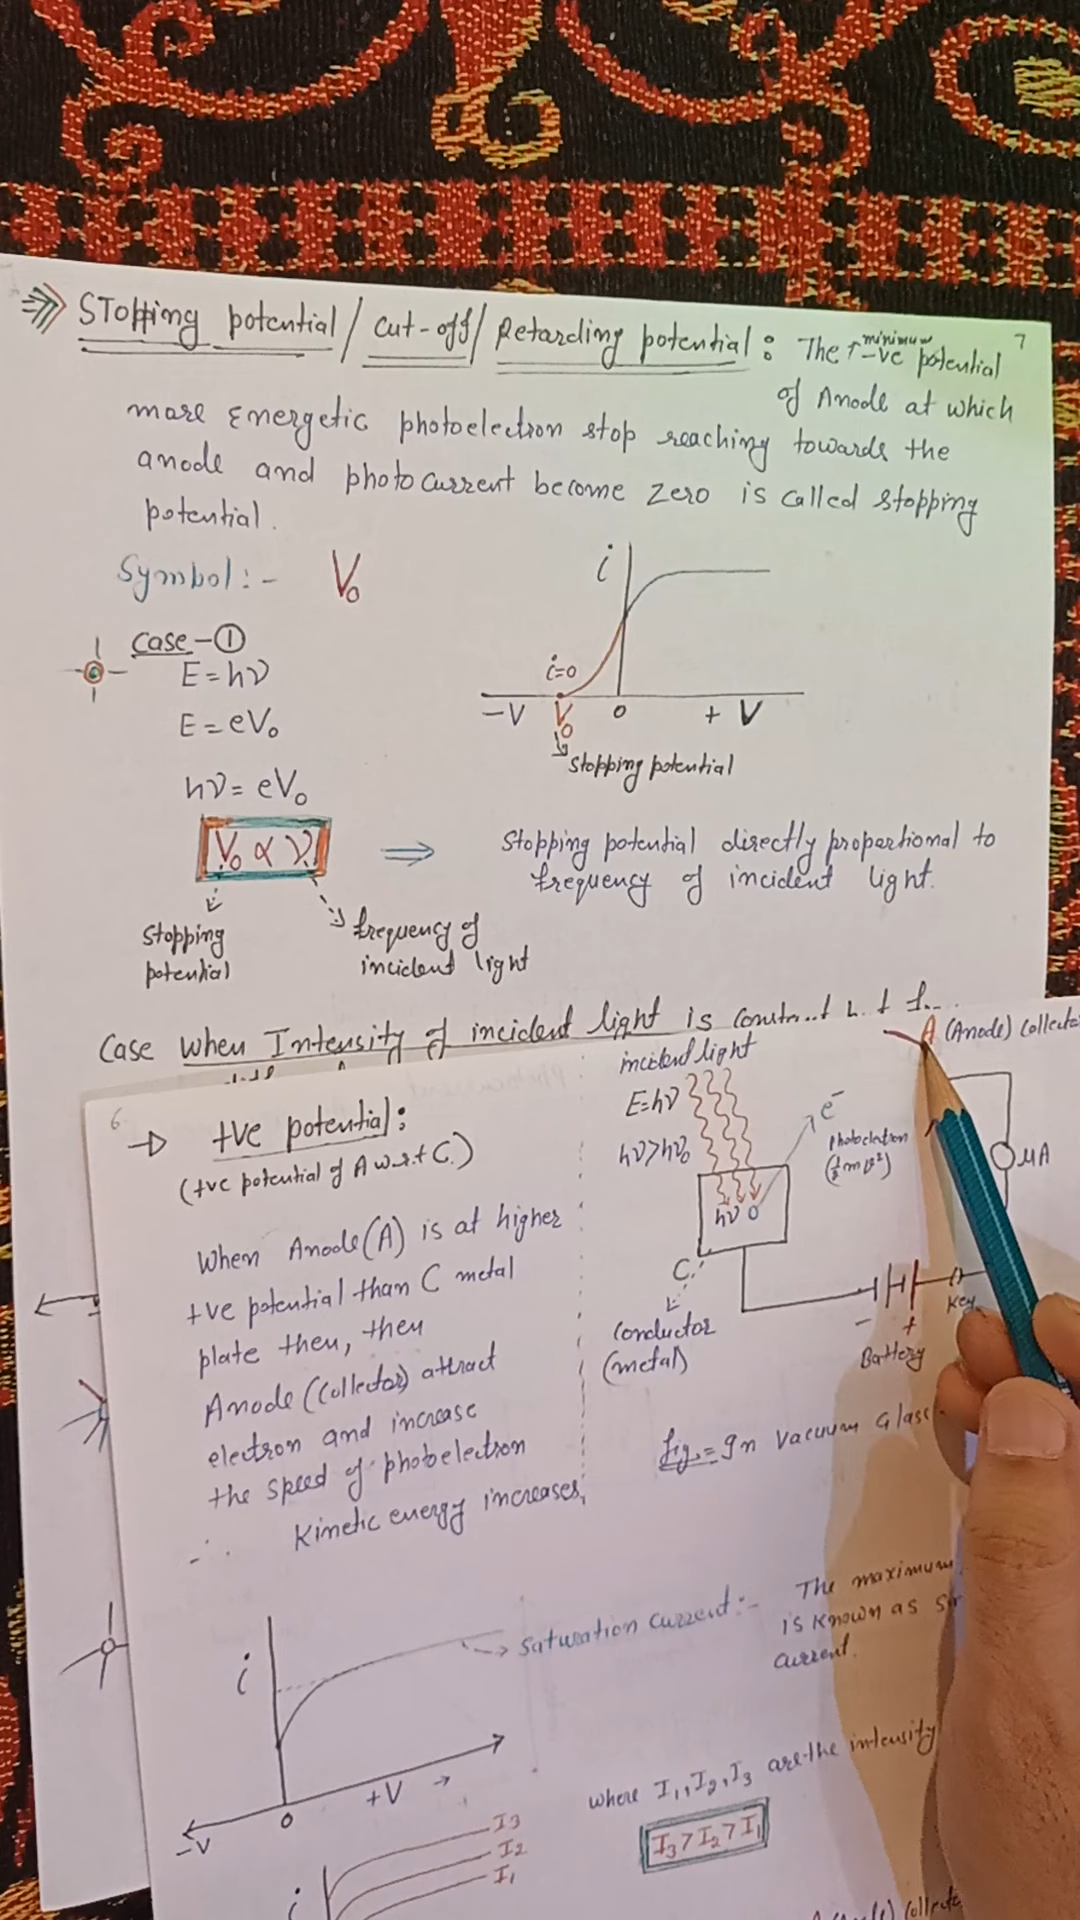 Stopping potential / cut-off / Retarding potential : The minimum -ve potential
7
of Anode at which
more Energetic photoelectron stop reaching towards the
anode and photocurrent become zero is called stopping
potential.
Symbol :- V₀
i
i=0
-V V₀ 0 + V
stopping potential
Case-①
E = hν
E = eV₀
hν = eV₀
V₀ ∝ ν ⇒ Stopping potential directly proportional to
frequency of incident light.
stopping
potential
frequency of
incident light
Case when Intensity of incident light is
6
→ +ve potential :
(+ve potential of A w.r.t C.)
When Anode(A) is at higher
+ve potential than C metal
plate then, then
Anode (collector) attract
electron and increase
the speed of photoelectron
∴ Kinetic energy increases,
incident light
E=hν
hν>hν₀
e⁻
photoelectron
A (Anode) collecto
μA
hν
C
conductor
(metal)
- +
Battery
Key
fig.= In Vacuum Glass
i
0
-V
+V →
→ Saturation current :- The maximum
is known as
current.
where I₁, I₂, I₃ are the intensity
I₃ > I₂ > I₁
I₃
I₂
I₁
i